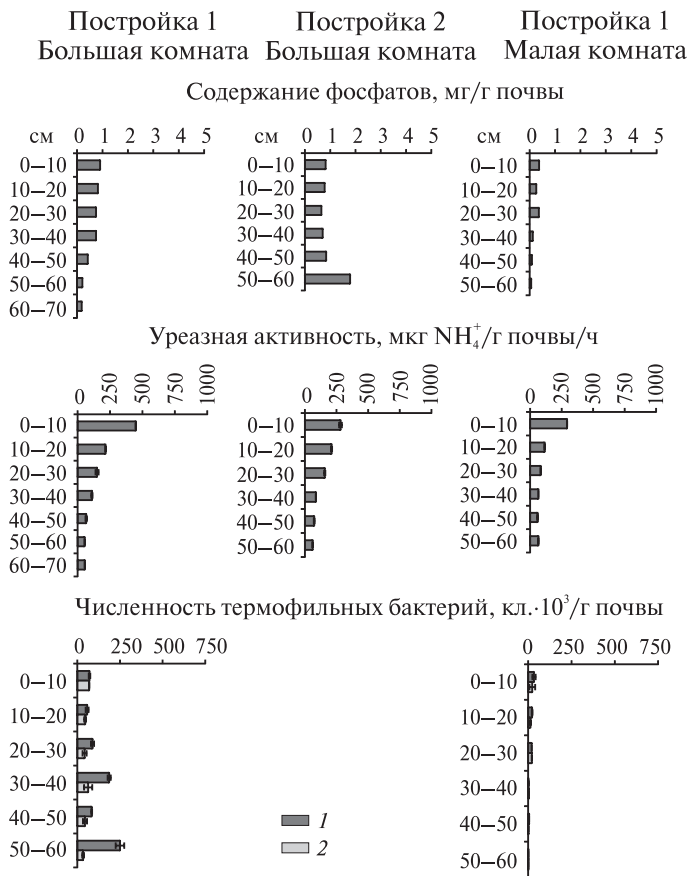 Постройка 1 Постройка 2 Постройка 1
Большая комната Большая комната Малая комната
Содержание фосфатов, мг/г почвы
см 0 1 2 3 4 5 см 0 1 2 3 4 5 см 0 1 2 3 4 5
0–10 0–10 0–10
10–20 10–20 10–20
20–30 20–30 20–30
30–40 30–40 30–40
40–50 40–50 40–50
50–60 50–60 50–60
60–70
Уреазная активность, мкг NH₄⁺/г почвы/ч
0 250 500 750 1000 0 250 500 750 1000 0 250 500 750 1000
0–10 0–10 0–10
10–20 10–20 10–20
20–30 20–30 20–30
30–40 30–40 30–40
40–50 40–50 40–50
50–60 50–60 50–60
60–70
Численность термофильных бактерий, кл.·10³/г почвы
0 250 500 750 0 250 500 750
0–10 0–10
10–20 10–20
20–30 20–30
30–40 30–40
40–50 1 40–50
50–60 2 50–60